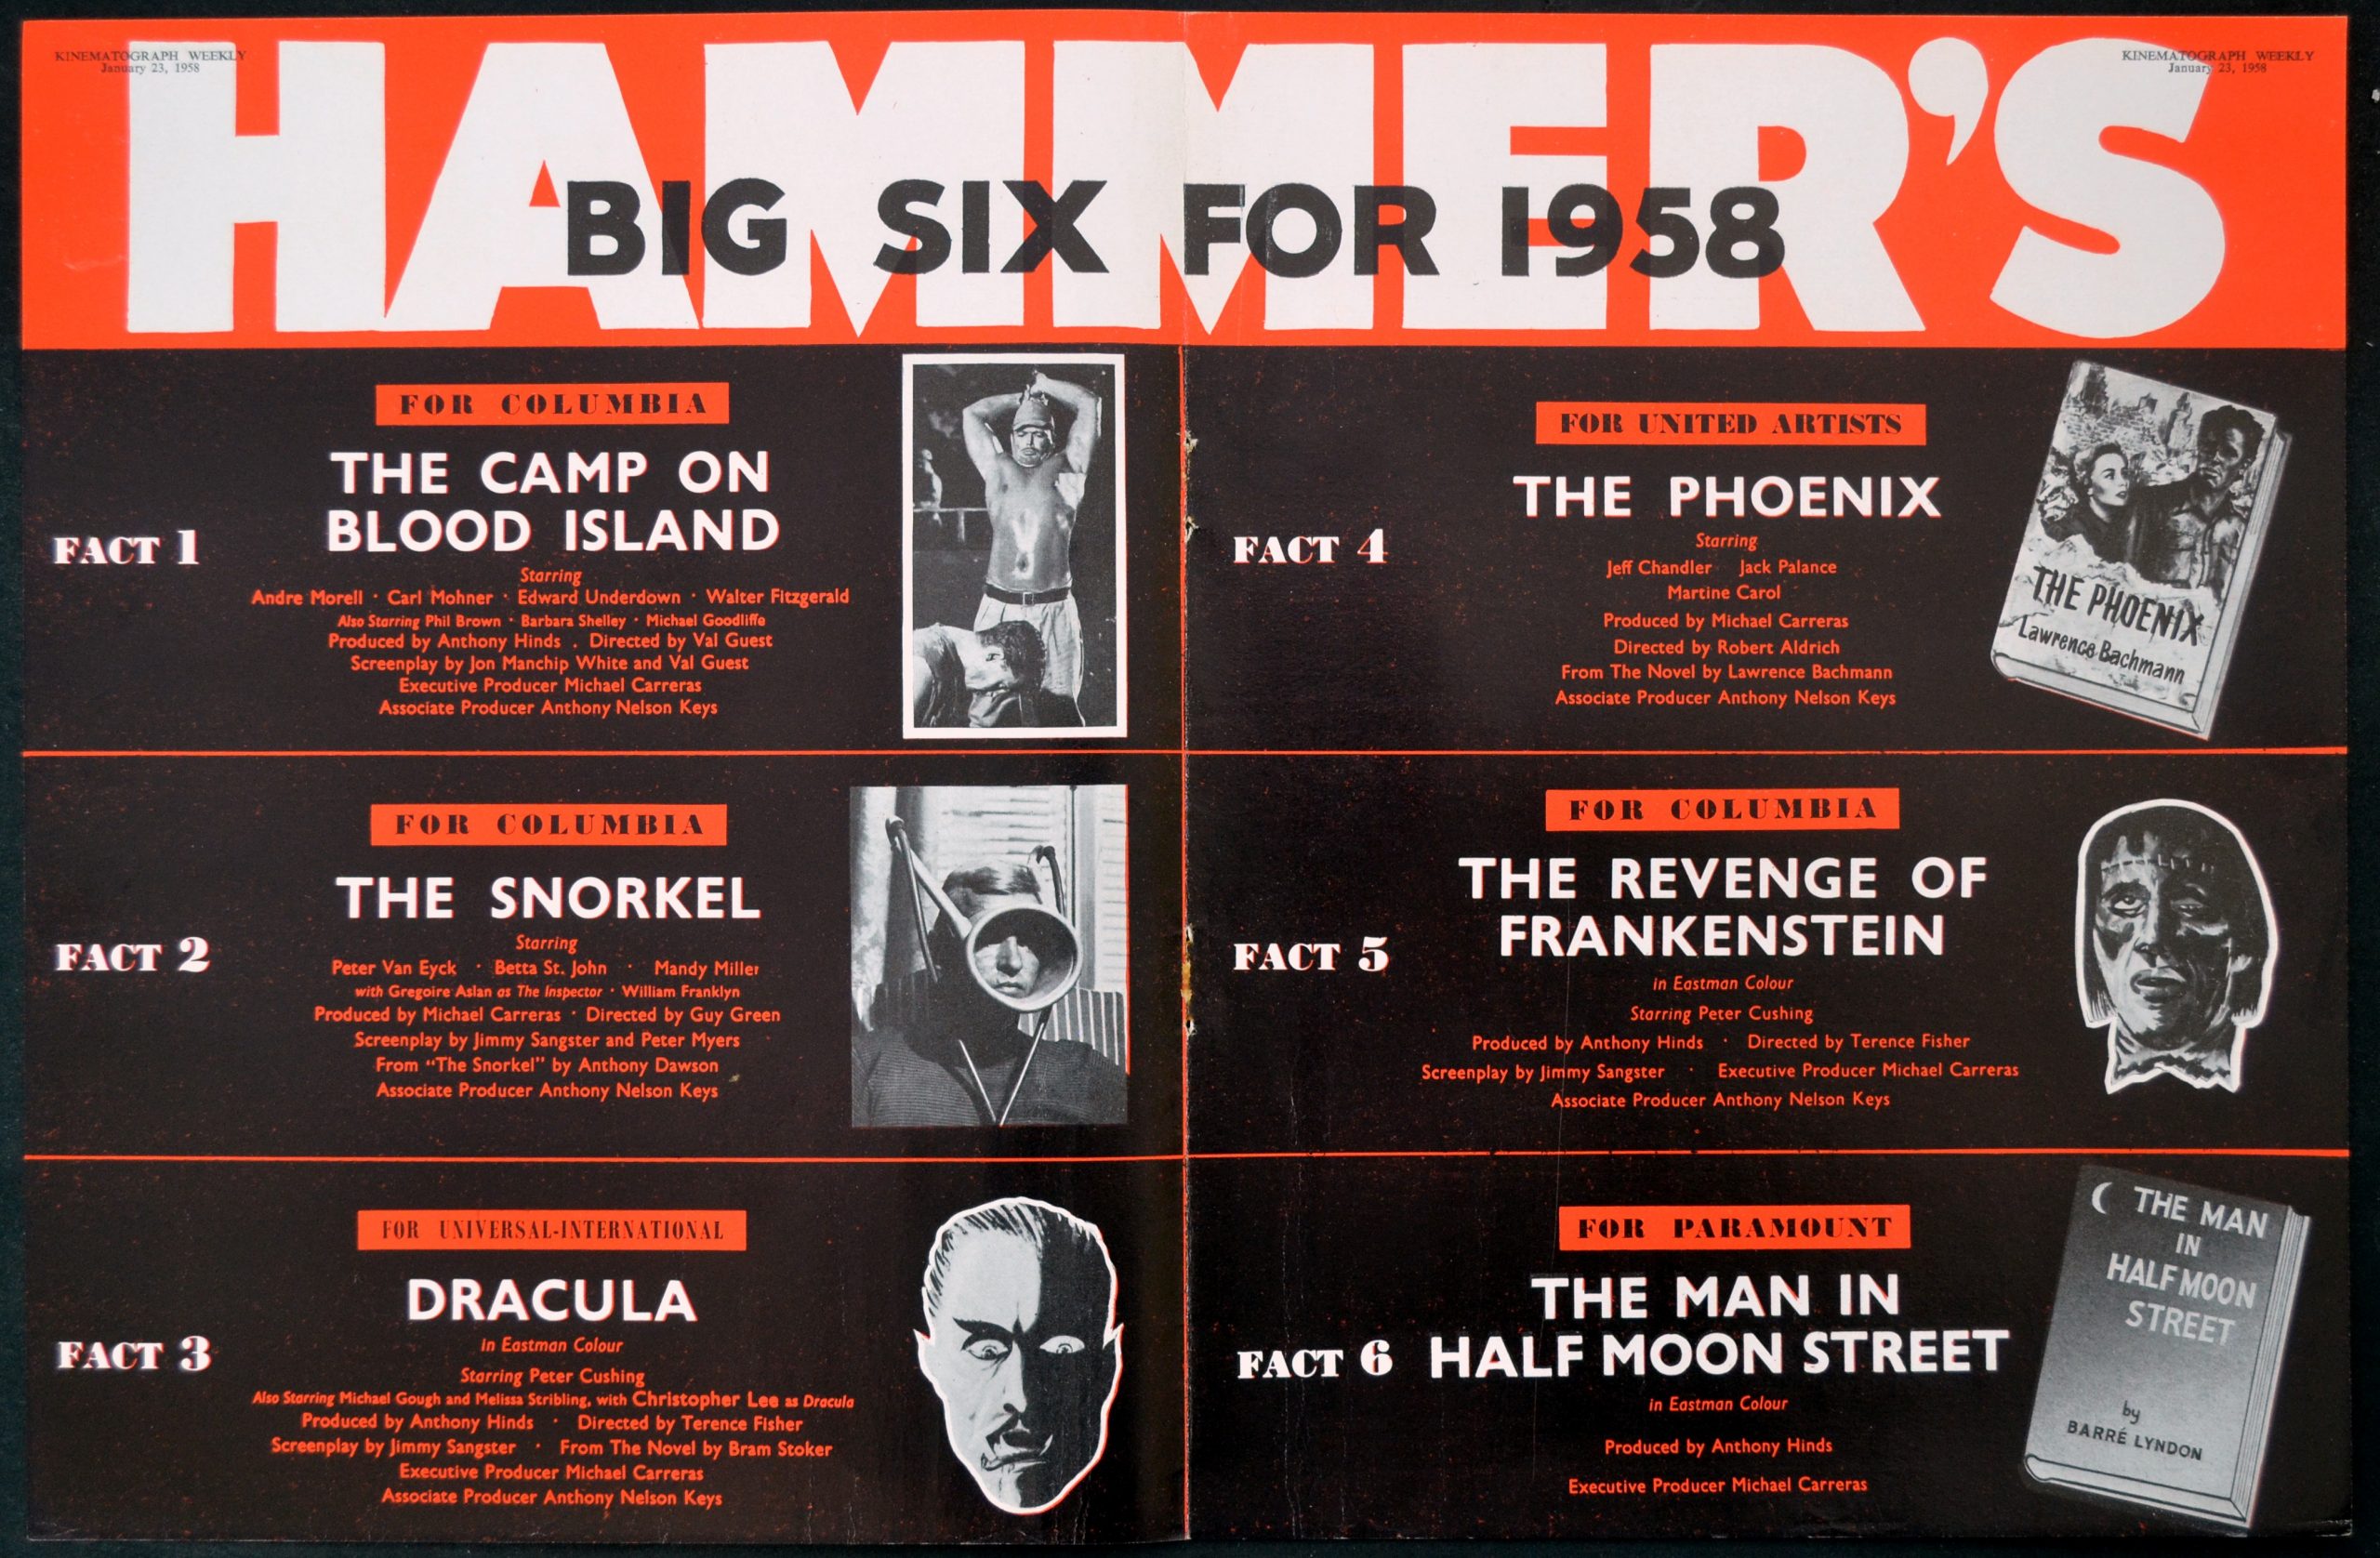 KINEMATOGRAPH WEEKLY
January 23, 1958
KINEMATOGRAPH WEEKLY
January 23, 1958
HAMMER'S
BIG SIX FOR 1958
FACT 1
FOR COLUMBIA
THE CAMP ON
BLOOD ISLAND
Starring
Andre Morell · Carl Mohner · Edward Underdown · Walter Fitzgerald
Also Starring Phil Brown · Barbara Shelley · Michael Goodliffe
Produced by Anthony Hinds . Directed by Val Guest
Screenplay by Jon Manchip White and Val Guest
Executive Producer Michael Carreras
Associate Producer Anthony Nelson Keys
FACT 2
FOR COLUMBIA
THE SNORKEL
Starring
Peter Van Eyck · Betta St. John · Mandy Miller
with Gregoire Aslan as The Inspector · William Franklyn
Produced by Michael Carreras · Directed by Guy Green
Screenplay by Jimmy Sangster and Peter Myers
From "The Snorkel" by Anthony Dawson
Associate Producer Anthony Nelson Keys
FACT 3
FOR UNIVERSAL-INTERNATIONAL
DRACULA
in Eastman Colour
Starring Peter Cushing
Also Starring Michael Gough and Melissa Stribling, with Christopher Lee as Dracula
Produced by Anthony Hinds · Directed by Terence Fisher
Screenplay by Jimmy Sangster · From The Novel by Bram Stoker
Executive Producer Michael Carreras
Associate Producer Anthony Nelson Keys
FACT 4
FOR UNITED ARTISTS
THE PHOENIX
Starring
Jeff Chandler Jack Palance
Martine Carol
Produced by Michael Carreras
Directed by Robert Aldrich
From The Novel by Lawrence Bachmann
Associate Producer Anthony Nelson Keys
THE PHOENIX
Lawrence Bachmann
FACT 5
FOR COLUMBIA
THE REVENGE OF
FRANKENSTEIN
in Eastman Colour
Starring Peter Cushing
Produced by Anthony Hinds · Directed by Terence Fisher
Screenplay by Jimmy Sangster · Executive Producer Michael Carreras
Associate Producer Anthony Nelson Keys
FACT 6
FOR PARAMOUNT
THE MAN IN
HALF MOON STREET
in Eastman Colour
Produced by Anthony Hinds
Executive Producer Michael Carreras
THE MAN
IN
HALF MOON
STREET
by
BARRÉ LYNDON